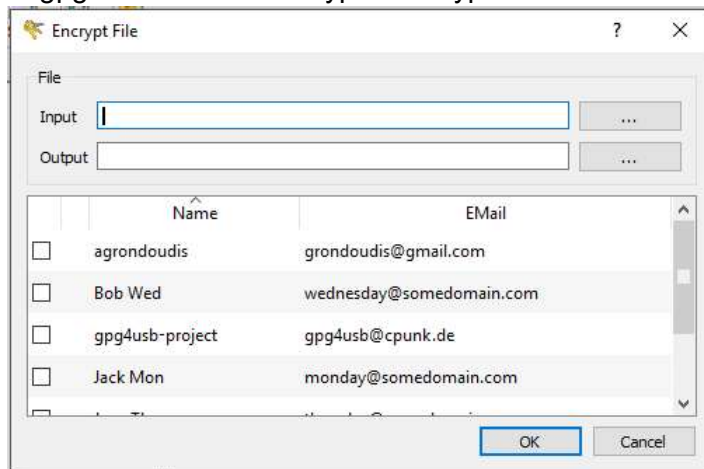 Encrypt File
?
File
Input
...
Output
...
Name EMail
agrondoudis grondoudis@gmail.com
Bob Wed wednesday@somedomain.com
gpg4usb-project gpg4usb@cpunk.de
Jack Mon monday@somedomain.com
OK Cancel